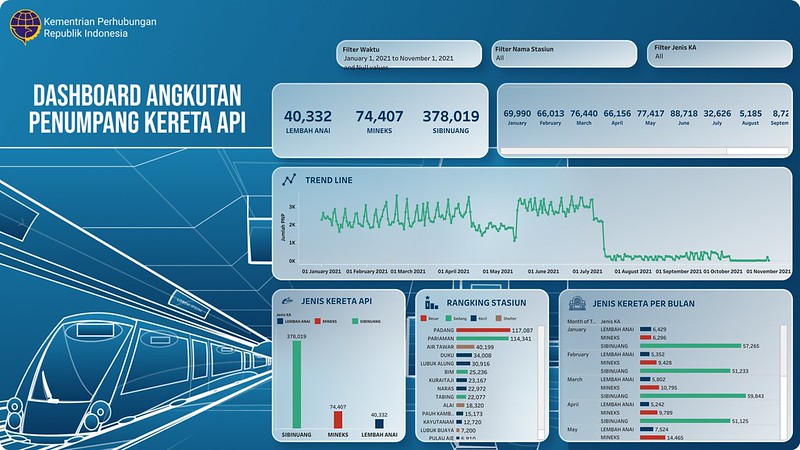 Kementrian Perhubungan
Republik Indonesia
DASHBOARD ANGKUTAN
PENUMPANG KERETA API
Filter Waktu
January 1, 2021 to November 1, 2021
and Null values
Filter Nama Stasiun
All
Filter Jenis KA
All
40,332 74,407 378,019
LEMBAH ANAI MINEKS SIBINUANG
69,990 66,013 76,440 66,156 77,417 88,718 32,626 5,185 8,72
January February March April May June July August Septem
TREND LINE
Jumlah PNP
3K
2K
1K
0K
01 January 2021 01 February 2021 01 March 2021 01 April 2021 01 May 2021 01 June 2021 01 July 2021 01 August 2021 01 September 2021 01 October 2021 01 November 2021
JENIS KERETA API
Jenis KA
LEMBAH ANAI MINEKS SIBINUANG
378,019
74,407
40,332
SIBINUANG MINEKS LEMBAH ANAI
RANGKING STASIUN
Besar Sedang Kecil Shelter
PADANG 117,087
PARIAMAN 114,341
AIR TAWAR 40,199
DUKU 34,008
LUBUK ALUNG 30,916
BIM 25,236
KURAITAJI 23,167
NARAS 22,972
TABING 22,077
ALAI 18,320
PAUH KAMB.. 15,173
KAYUTANAM 12,720
LUBUK BUAYA 7,200
PULAU AIE 6,810
JENIS KERETA PER BULAN
Month of T... Jenis KA
January LEMBAH ANAI 6,429
MINEKS 6,296
SIBINUANG 57,265
February LEMBAH ANAI 5,352
MINEKS 9,428
SIBINUANG 51,233
March LEMBAH ANAI 5,802
MINEKS 10,795
SIBINUANG 59,843
April LEMBAH ANAI 5,242
MINEKS 9,789
SIBINUANG 51,125
May LEMBAH ANAI 7,524
MINEKS 14,465